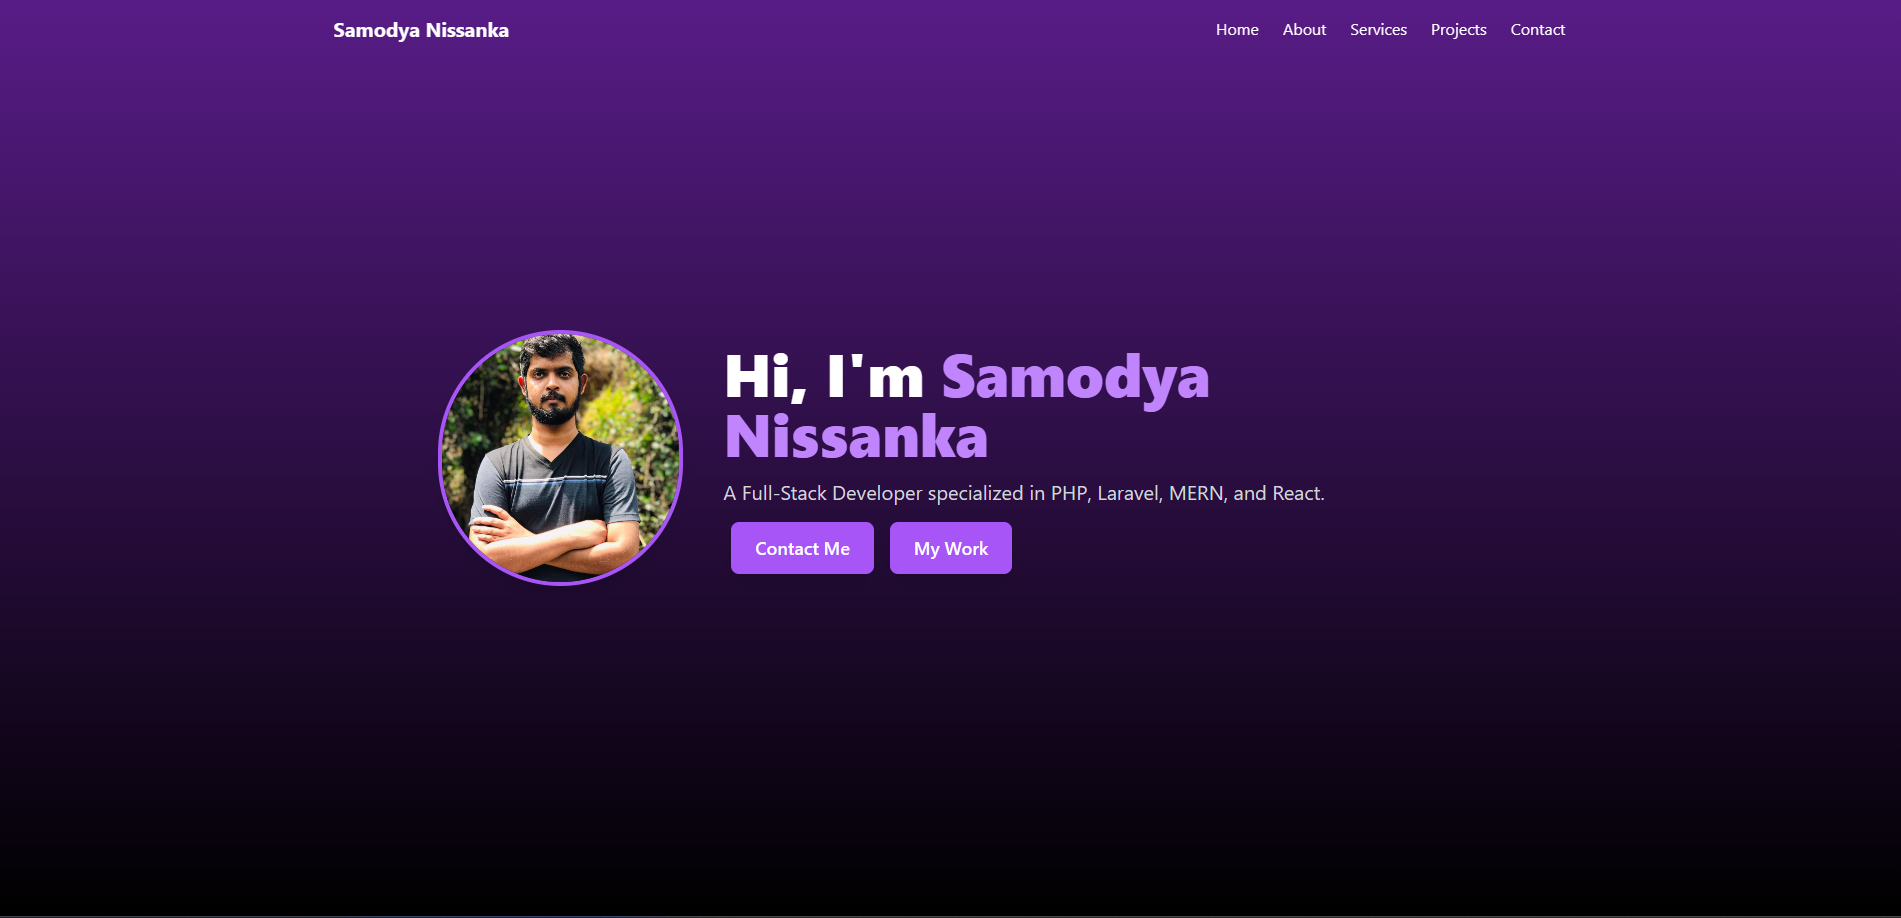 Samodya Nissanka
Home About Services Projects Contact
Hi, I'm Samodya
Nissanka
A Full-Stack Developer specialized in PHP, Laravel, MERN, and React.
Contact Me My Work